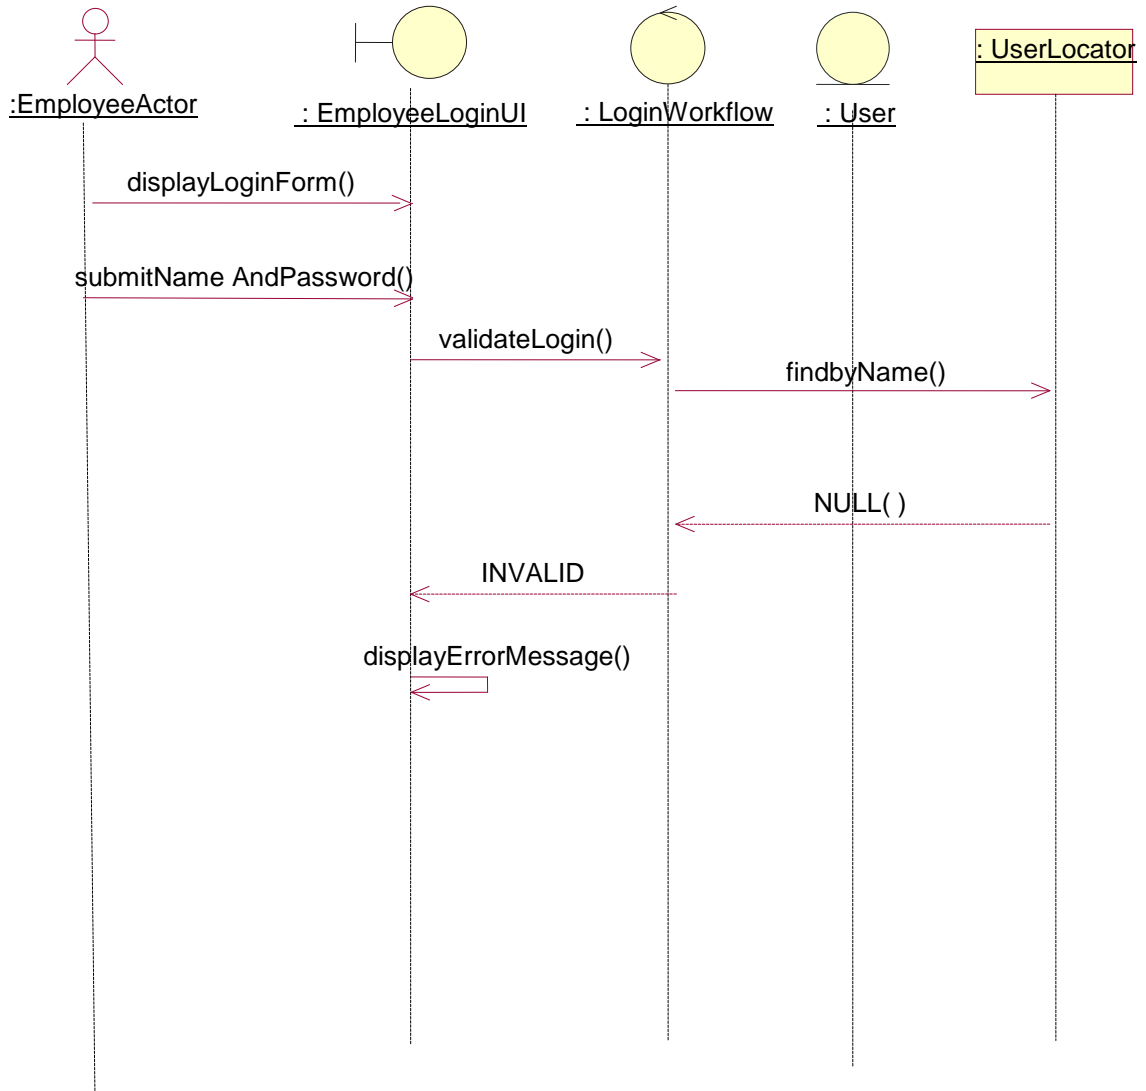 : UserLocator
:EmployeeActor
: EmployeeLoginUI
: LoginWorkflow
: User
displayLoginForm()
submitName AndPassword()
validateLogin()
findbyName()
NULL( )
INVALID
displayErrorMessage()